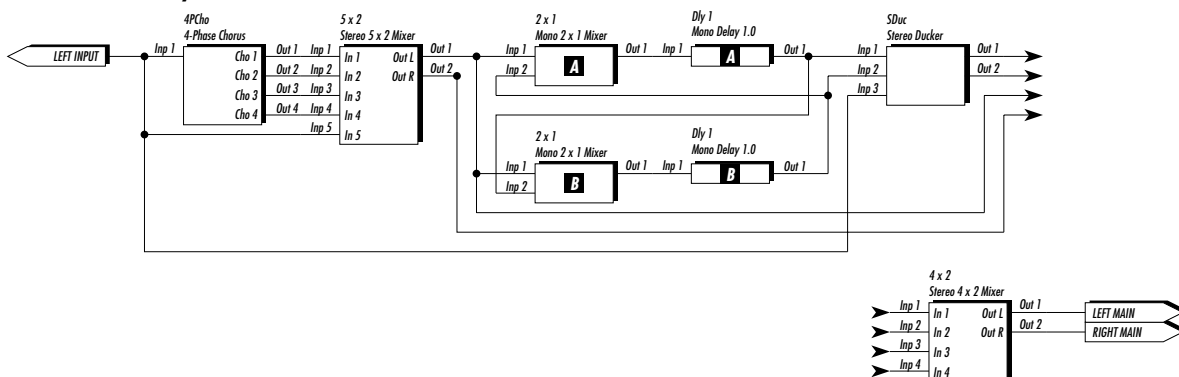 4PCho
4-Phase Chorus
LEFT INPUT
Inp 1
Cho 1
Cho 2
Cho 3
Cho 4
Out 1
Out 2
Out 3
Out 4
5 x 2
Stereo 5 x 2 Mixer
Inp 1
Inp 2
Inp 3
Inp 4
Inp 5
In 1
In 2
In 3
In 4
In 5
Out L
Out R
Out 1
Out 2
2 x 1
Mono 2 x 1 Mixer
Inp 1
Inp 2
A
Out 1
Dly 1
Mono Delay 1.0
Inp 1
A
Out 1
SDuc
Stereo Ducker
Inp 1
Inp 2
Inp 3
Out 1
Out 2
2 x 1
Mono 2 x 1 Mixer
Inp 1
Inp 2
B
Out 1
Dly 1
Mono Delay 1.0
Inp 1
B
Out 1
4 x 2
Stereo 4 x 2 Mixer
Inp 1
Inp 2
Inp 3
Inp 4
In 1
In 2
In 3
In 4
Out L
Out R
Out 1
Out 2
LEFT MAIN
RIGHT MAIN